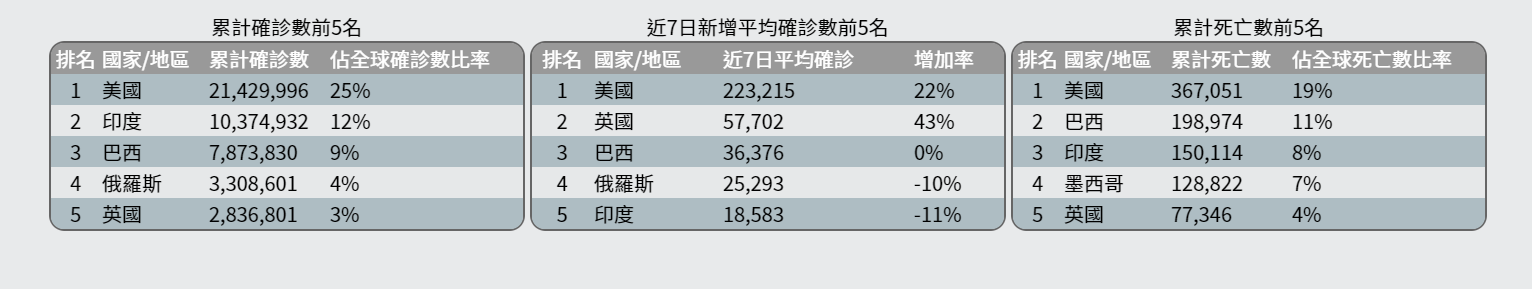 累計確診數前5名
排名 國家/地區 累計確診數 佔全球確診數比率
1 美國 21,429,996 25%
2 印度 10,374,932 12%
3 巴西 7,873,830 9%
4 俄羅斯 3,308,601 4%
5 英國 2,836,801 3%
近7日新增平均確診數前5名
排名 國家/地區 近7日平均確診 增加率
1 美國 223,215 22%
2 英國 57,702 43%
3 巴西 36,376 0%
4 俄羅斯 25,293 -10%
5 印度 18,583 -11%
累計死亡數前5名
排名 國家/地區 累計死亡數 佔全球死亡數比率
1 美國 367,051 19%
2 巴西 198,974 11%
3 印度 150,114 8%
4 墨西哥 128,822 7%
5 英國 77,346 4%